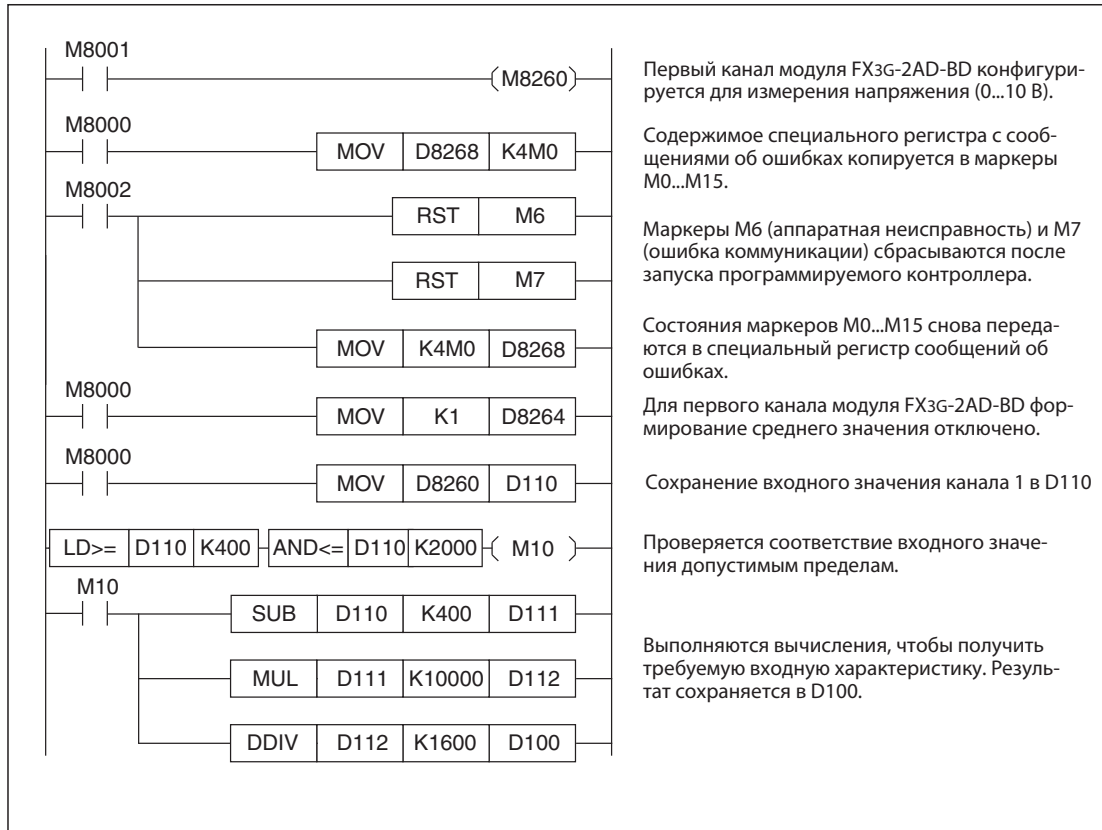 M8001
M8260
Первый канал модуля FX3G-2AD-BD конфигури-
руется для измерения напряжения (0...10 В).
M8000
MOV D8268 K4M0
Содержимое специального регистра с сооб-
щениями об ошибках копируется в маркеры
M0...M15.
M8002
RST M6
RST M7
Маркеры M6 (аппаратная неисправность) и M7
(ошибка коммуникации) сбрасываются после
запуска программируемого контроллера.
MOV K4M0 D8268
Состояния маркеров M0...M15 снова переда-
ются в специальный регистр сообщений об
ошибках.
M8000
MOV K1 D8264
Для первого канала модуля FX3G-2AD-BD фор-
мирование среднего значения отключено.
M8000
MOV D8260 D110
Сохранение входного значения канала 1 в D110
LD>= D110 K400 AND<= D110 K2000 M10
Проверяется соответствие входного значе-
ния допустимым пределам.
M10
SUB D110 K400 D111
MUL D111 K10000 D112
DDIV D112 K1600 D100
Выполняются вычисления, чтобы получить
требуемую входную характеристику. Резуль-
тат сохраняется в D100.